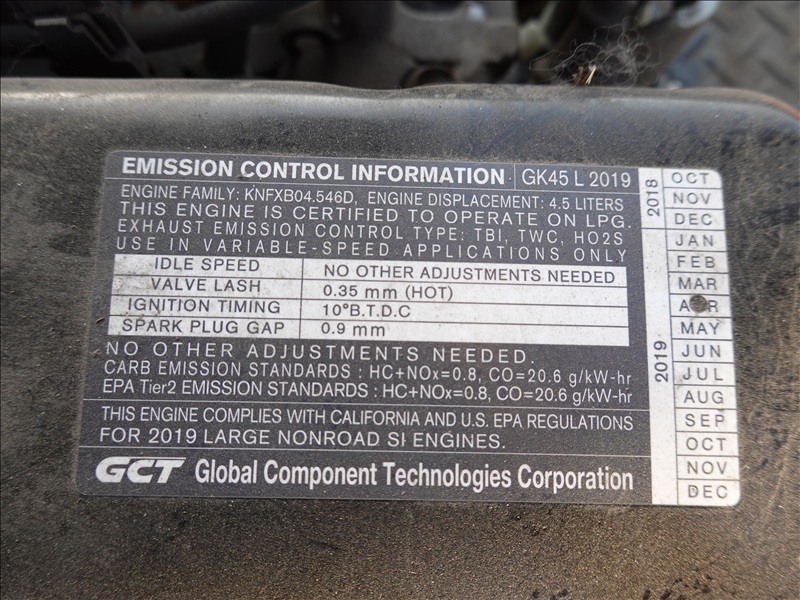 EMISSION CONTROL INFORMATION GK45 L 2019
ENGINE FAMILY: KNFXB04.546D, ENGINE DISPLACEMENT: 4.5 LITERS
THIS ENGINE IS CERTIFIED TO OPERATE ON LPG.
EXHAUST EMISSION CONTROL TYPE: TBI, TWC, HO2S
USE IN VARIABLE-SPEED APPLICATIONS ONLY
IDLE SPEED NO OTHER ADJUSTMENTS NEEDED
VALVE LASH 0.35 mm (HOT)
IGNITION TIMING 10°B.T.D.C
SPARK PLUG GAP 0.9 mm
NO OTHER ADJUSTMENTS NEEDED.
CARB EMISSION STANDARDS : HC+NOx=0.8, CO=20.6 g/kW-hr
EPA Tier2 EMISSION STANDARDS : HC+NOx=0.8, CO=20.6 g/kW-hr
THIS ENGINE COMPLIES WITH CALIFORNIA AND U.S. EPA REGULATIONS
FOR 2019 LARGE NONROAD SI ENGINES.
GCT Global Component Technologies Corporation
2018
OCT
NOV
DEC
2019
JAN
FEB
MAR
APR
MAY
JUN
JUL
AUG
SEP
OCT
NOV
DEC